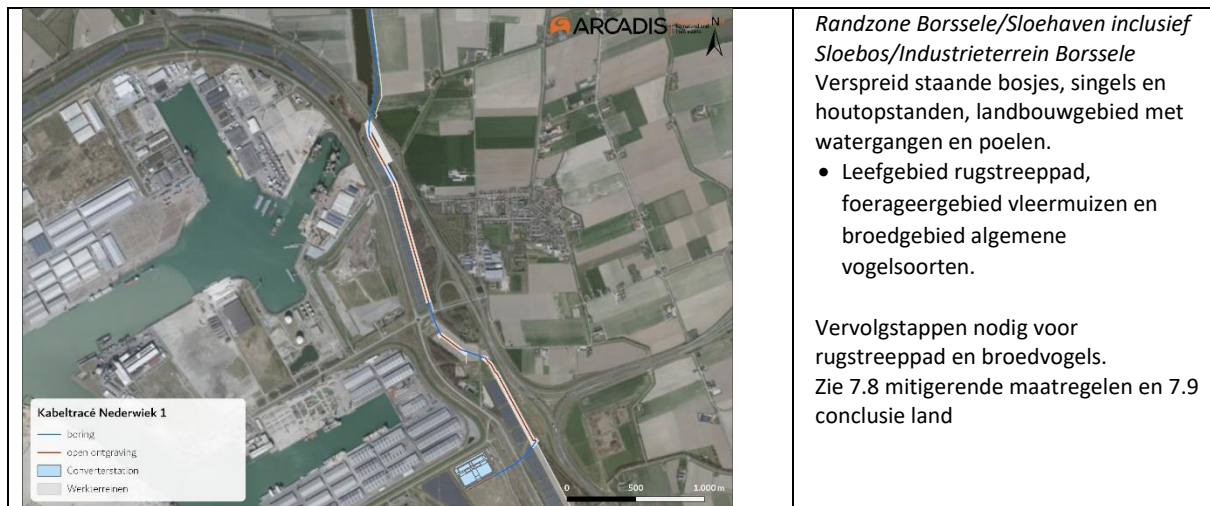 ARCADIS
N
Kabeltracé Nederwiek 1
boring
open ontgraving
Converterstation
Werkterreinen
0 500 1.000 m
Randzone Borssele/Sloehaven inclusief
Sloebos/Industrieterrein Borssele
Verspreid staande bosjes, singels en
houtopstanden, landbouwgebied met
watergangen en poelen.
• Leefgebied rugstreeppad,
foerageergebied vleermuizen en
broedgebied algemene
vogelsoorten.
Vervolgstappen nodig voor
rugstreeppad en broedvogels.
Zie 7.8 mitigerende maatregelen en 7.9
conclusie land